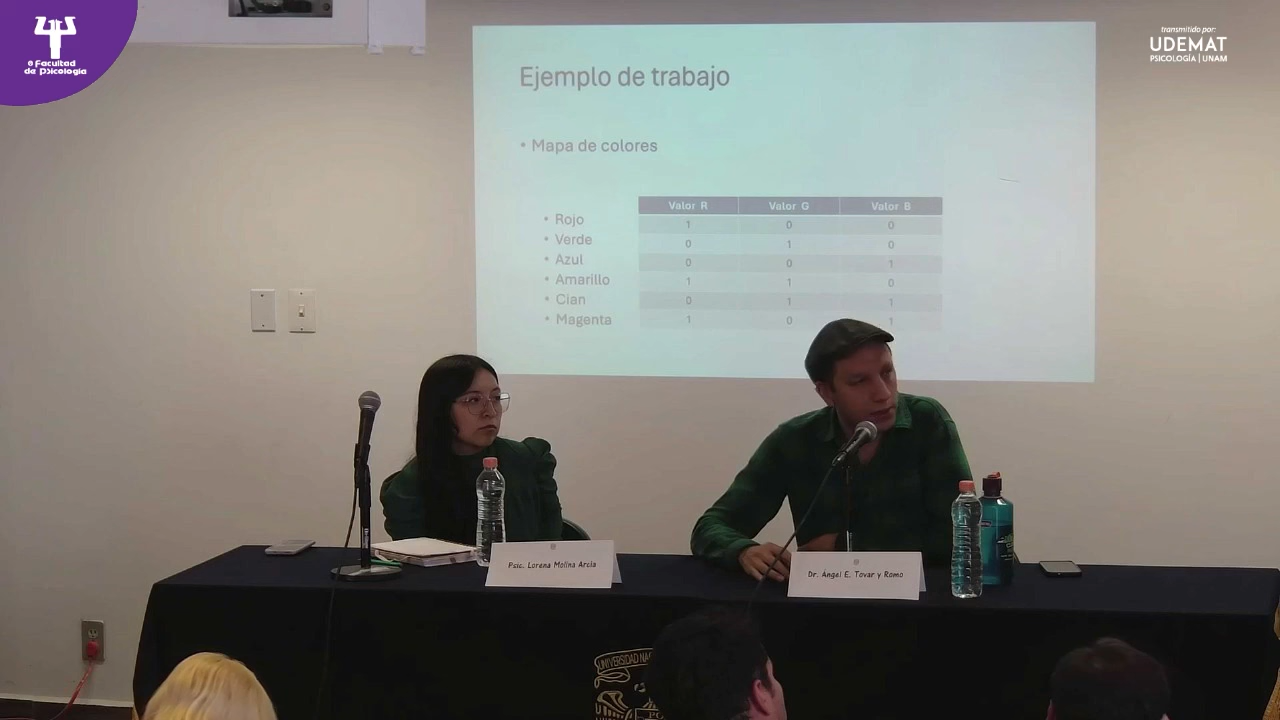 Facultad
de Psicología
transmitido por:
UDEMAT
PSICOLOGÍA | UNAM
Ejemplo de trabajo
• Mapa de colores
Valor R Valor G Valor B
• Rojo 1 0 0
• Verde 0 1 0
• Azul 0 0 1
• Amarillo 1 1 0
• Cian 0 1 1
• Magenta 1 0 1
Psic. Lorena Molina Arcia
Dr. Ángel E. Tovar y Romo
UNIVERSIDAD NA